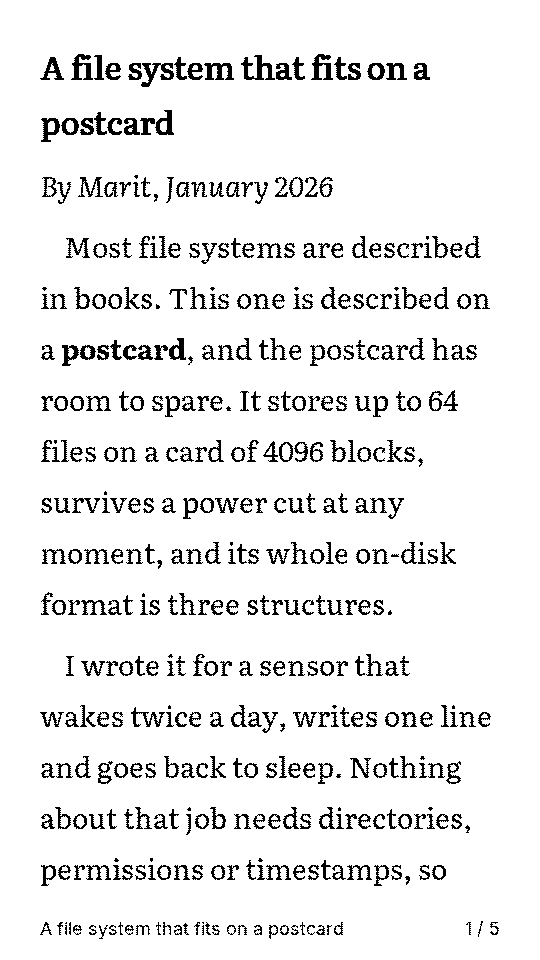 A file system that fits on a
postcard
By Marit, January 2026
Most file systems are described
in books. This one is described on
a postcard, and the postcard has
room to spare. It stores up to 64
files on a card of 4096 blocks,
survives a power cut at any
moment, and its whole on-disk
format is three structures.
I wrote it for a sensor that
wakes twice a day, writes one line
and goes back to sleep. Nothing
about that job needs directories,
permissions or timestamps, so
A file system that fits on a postcard 1 / 5